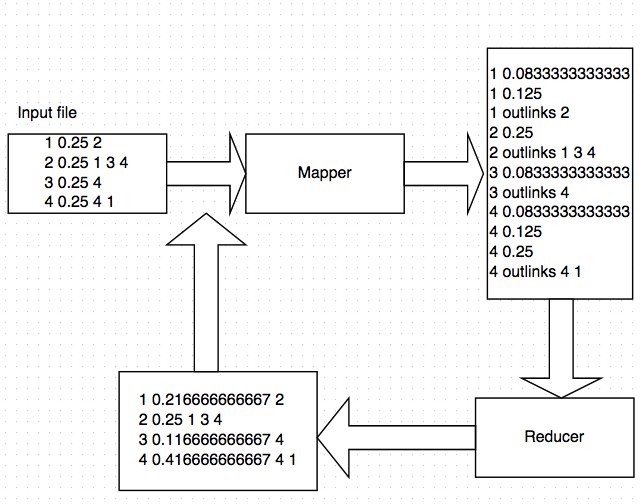 Input file
1 0.25 2
2 0.25 1 3 4
3 0.25 4
4 0.25 4 1
Mapper
1 0.0833333333333
1 0.125
1 outlinks 2
2 0.25
2 outlinks 1 3 4
3 0.0833333333333
3 outlinks 4
4 0.0833333333333
4 0.125
4 0.25
4 outlinks 4 1
Reducer
1 0.216666666667 2
2 0.25 1 3 4
3 0.116666666667 4
4 0.416666666667 4 1